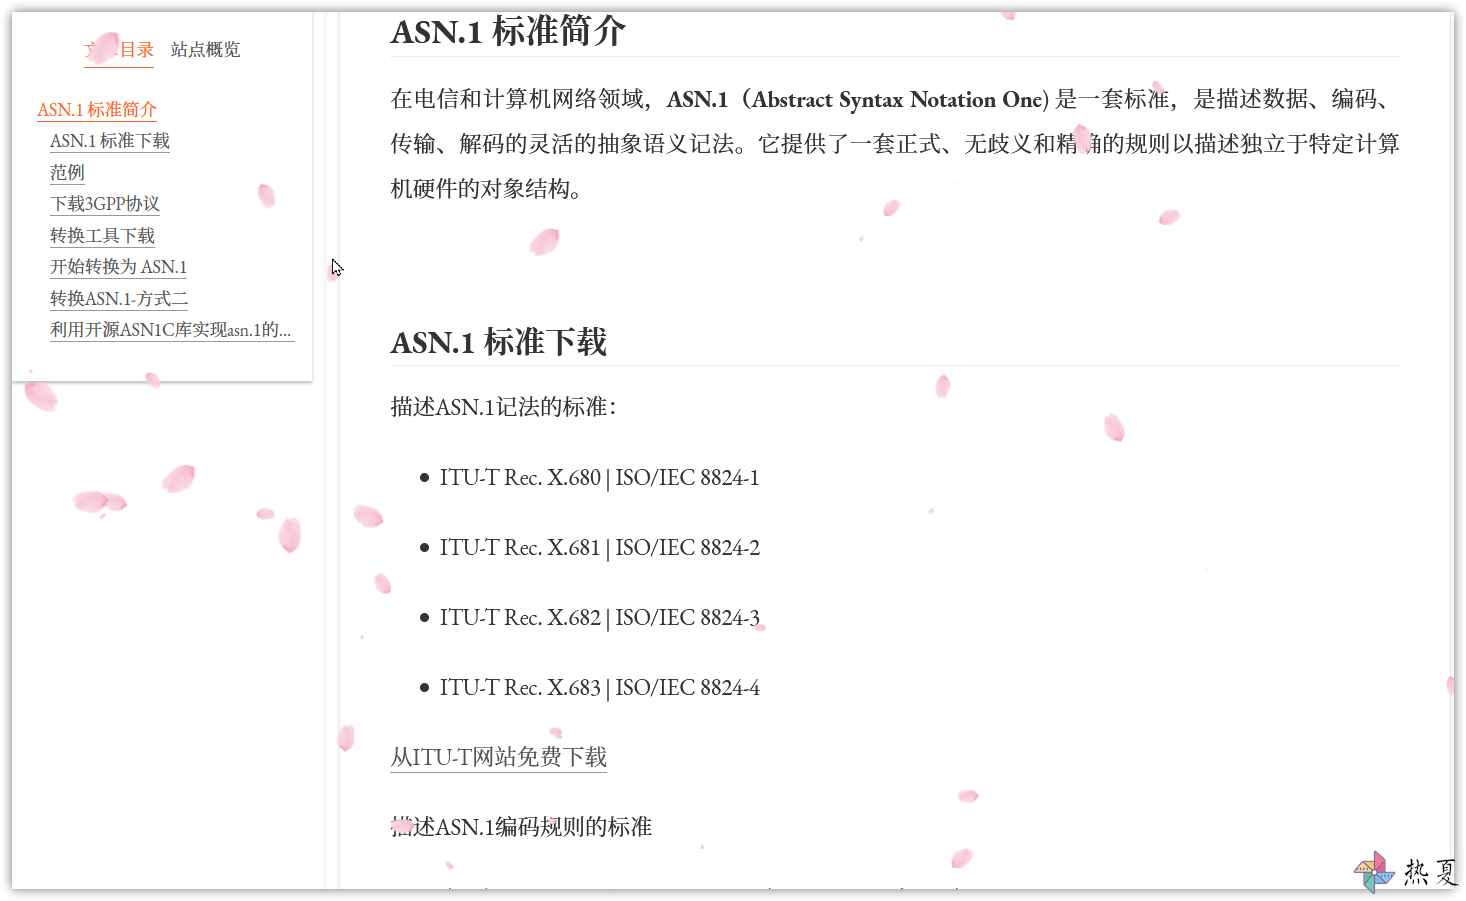 目录 站点概览
ASN.1 标准简介
ASN.1 标准下载
范例
下载3GPP协议
转换工具下载
开始转换为 ASN.1
转换ASN.1-方式二
利用开源ASN1C库实现asn.1的...
ASN.1 标准简介
在电信和计算机网络领域，ASN.1（Abstract Syntax Notation One) 是一套标准，是描述数据、编码、
传输、解码的灵活的抽象语义记法。它提供了一套正式、无歧义和精确的规则以描述独立于特定计算
机硬件的对象结构。
ASN.1 标准下载
描述ASN.1记法的标准：
• ITU-T Rec. X.680 | ISO/IEC 8824-1
• ITU-T Rec. X.681 | ISO/IEC 8824-2
• ITU-T Rec. X.682 | ISO/IEC 8824-3
• ITU-T Rec. X.683 | ISO/IEC 8824-4
从ITU-T网站免费下载
描述ASN.1编码规则的标准
热夏